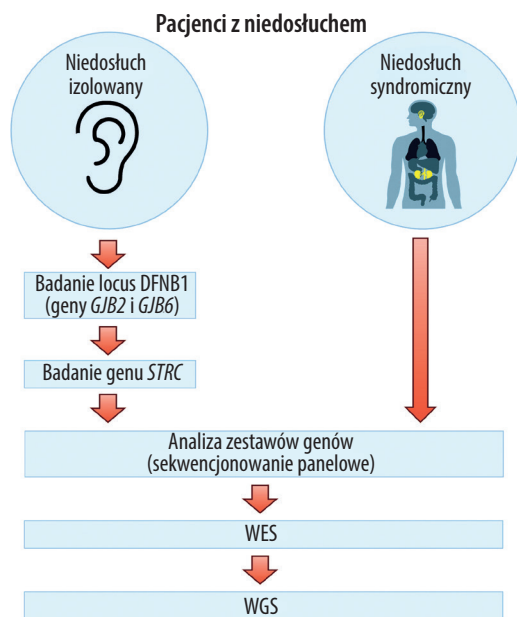 Pacjenci z niedosłuchem
Niedosłuch
izolowany
Niedosłuch
syndromiczny
Badanie locus DFNB1
(geny GJB2 i GJB6)
Badanie genu STRC
Analiza zestawów genów
(sekwencjonowanie panelowe)
WES
WGS